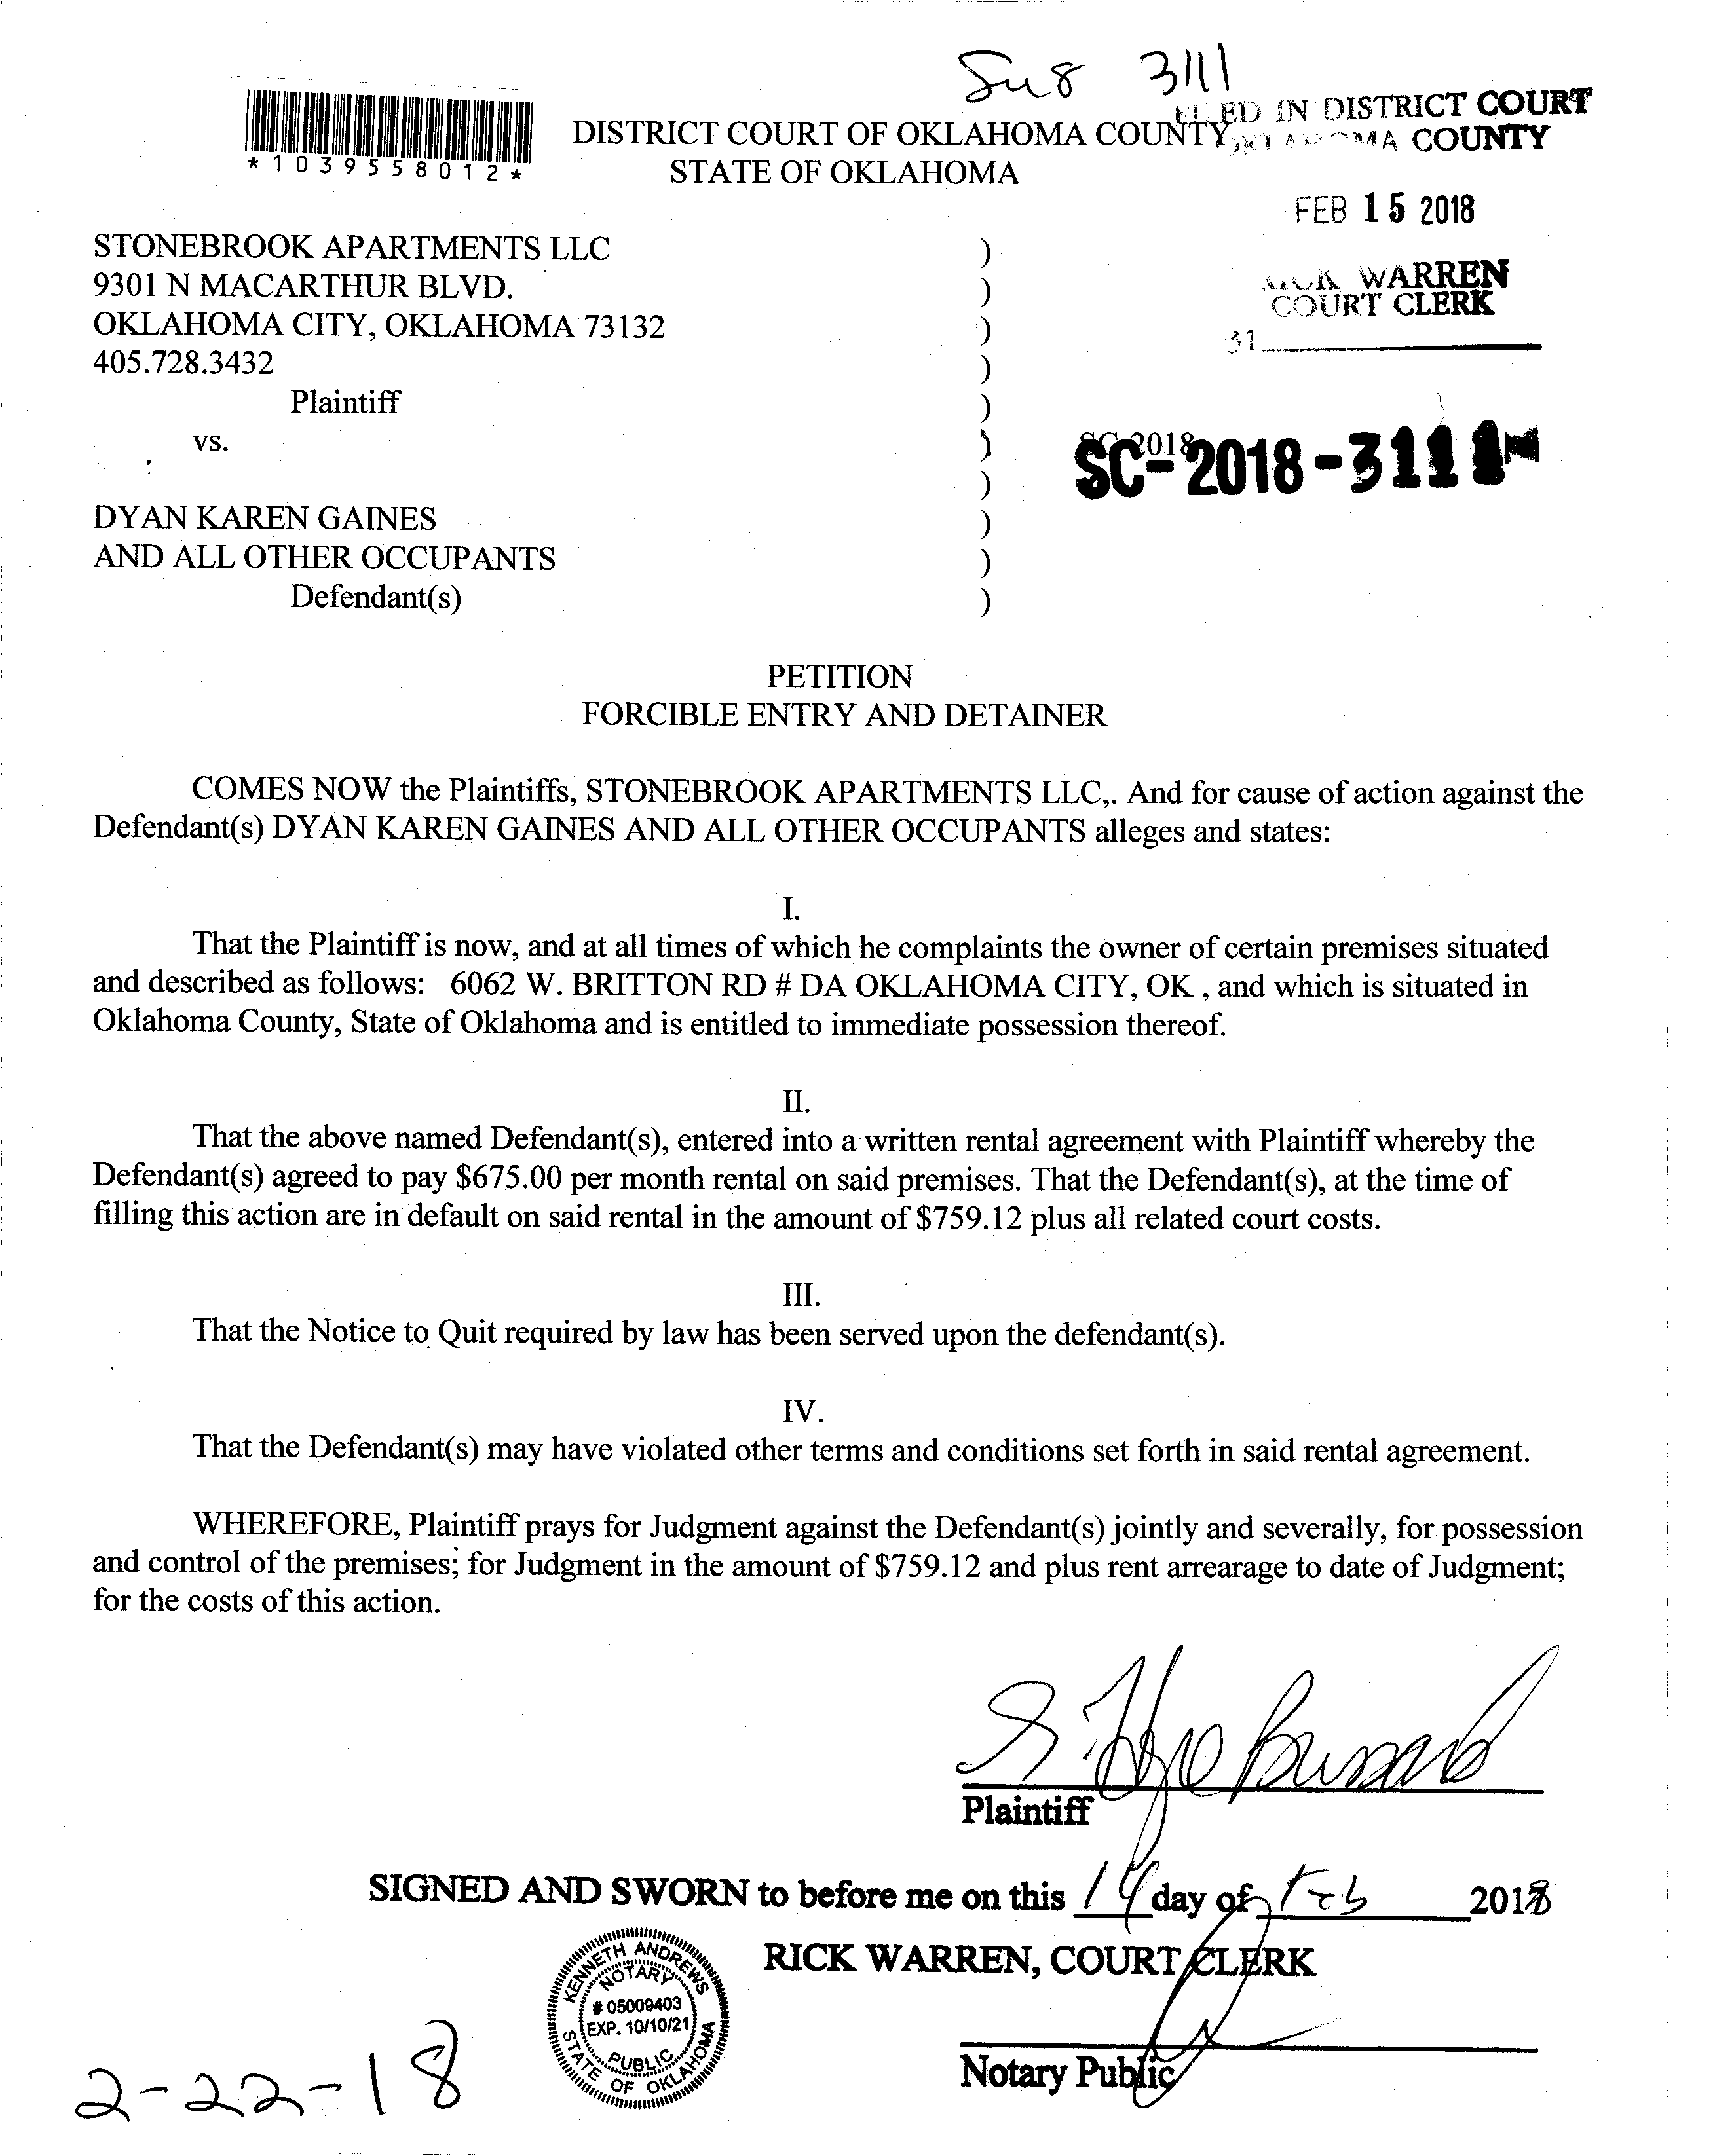 Su8 3111
*1039558012*
DISTRICT COURT OF OKLAHOMA COUNTY
STATE OF OKLAHOMA
FILED IN DISTRICT COURT
OKLAHOMA COUNTY
FEB 15 2018
RICK WARREN
COURT CLERK
31
STONEBROOK APARTMENTS LLC )
9301 N MACARTHUR BLVD. )
OKLAHOMA CITY, OKLAHOMA 73132 )
405.728.3432 )
Plaintiff )
vs. )
)
DYAN KAREN GAINES )
AND ALL OTHER OCCUPANTS )
Defendant(s) )
SC-2018
SC-2018-3111
PETITION
FORCIBLE ENTRY AND DETAINER
COMES NOW the Plaintiffs, STONEBROOK APARTMENTS LLC,. And for cause of action against the
Defendant(s) DYAN KAREN GAINES AND ALL OTHER OCCUPANTS alleges and states:
I.
That the Plaintiff is now, and at all times of which he complaints the owner of certain premises situated
and described as follows: 6062 W. BRITTON RD # DA OKLAHOMA CITY, OK , and which is situated in
Oklahoma County, State of Oklahoma and is entitled to immediate possession thereof.
II.
That the above named Defendant(s), entered into a written rental agreement with Plaintiff whereby the
Defendant(s) agreed to pay $675.00 per month rental on said premises. That the Defendant(s), at the time of
filling this action are in default on said rental in the amount of $759.12 plus all related court costs.
III.
That the Notice to Quit required by law has been served upon the defendant(s).
IV.
That the Defendant(s) may have violated other terms and conditions set forth in said rental agreement.
WHEREFORE, Plaintiff prays for Judgment against the Defendant(s) jointly and severally, for possession
and control of the premises; for Judgment in the amount of $759.12 and plus rent arrearage to date of Judgment;
for the costs of this action.
Plaintiff
SIGNED AND SWORN to before me on this 14 day of Feb 2018
RICK WARREN, COURT CLERK
KENNETH ANDREWS
NOTARY
# 05009403
EXP. 10/10/21
PUBLIC
STATE OF OKLAHOMA
Notary Public
2-22-18